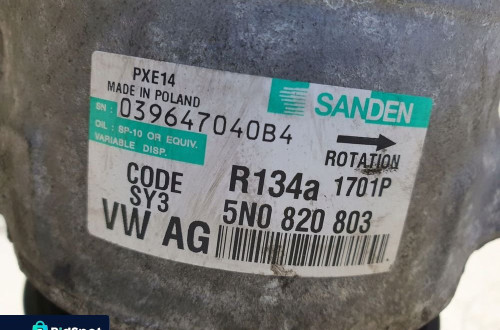 PXE14
MADE IN POLAND
SANDEN
SN: 039647040B4
OIL: SP-10 OR EQUIV.
VARIABLE DISP.
ROTATION
CODE
SY3
R134a 1701P
VW AG
5N0 820 803
BidSpot